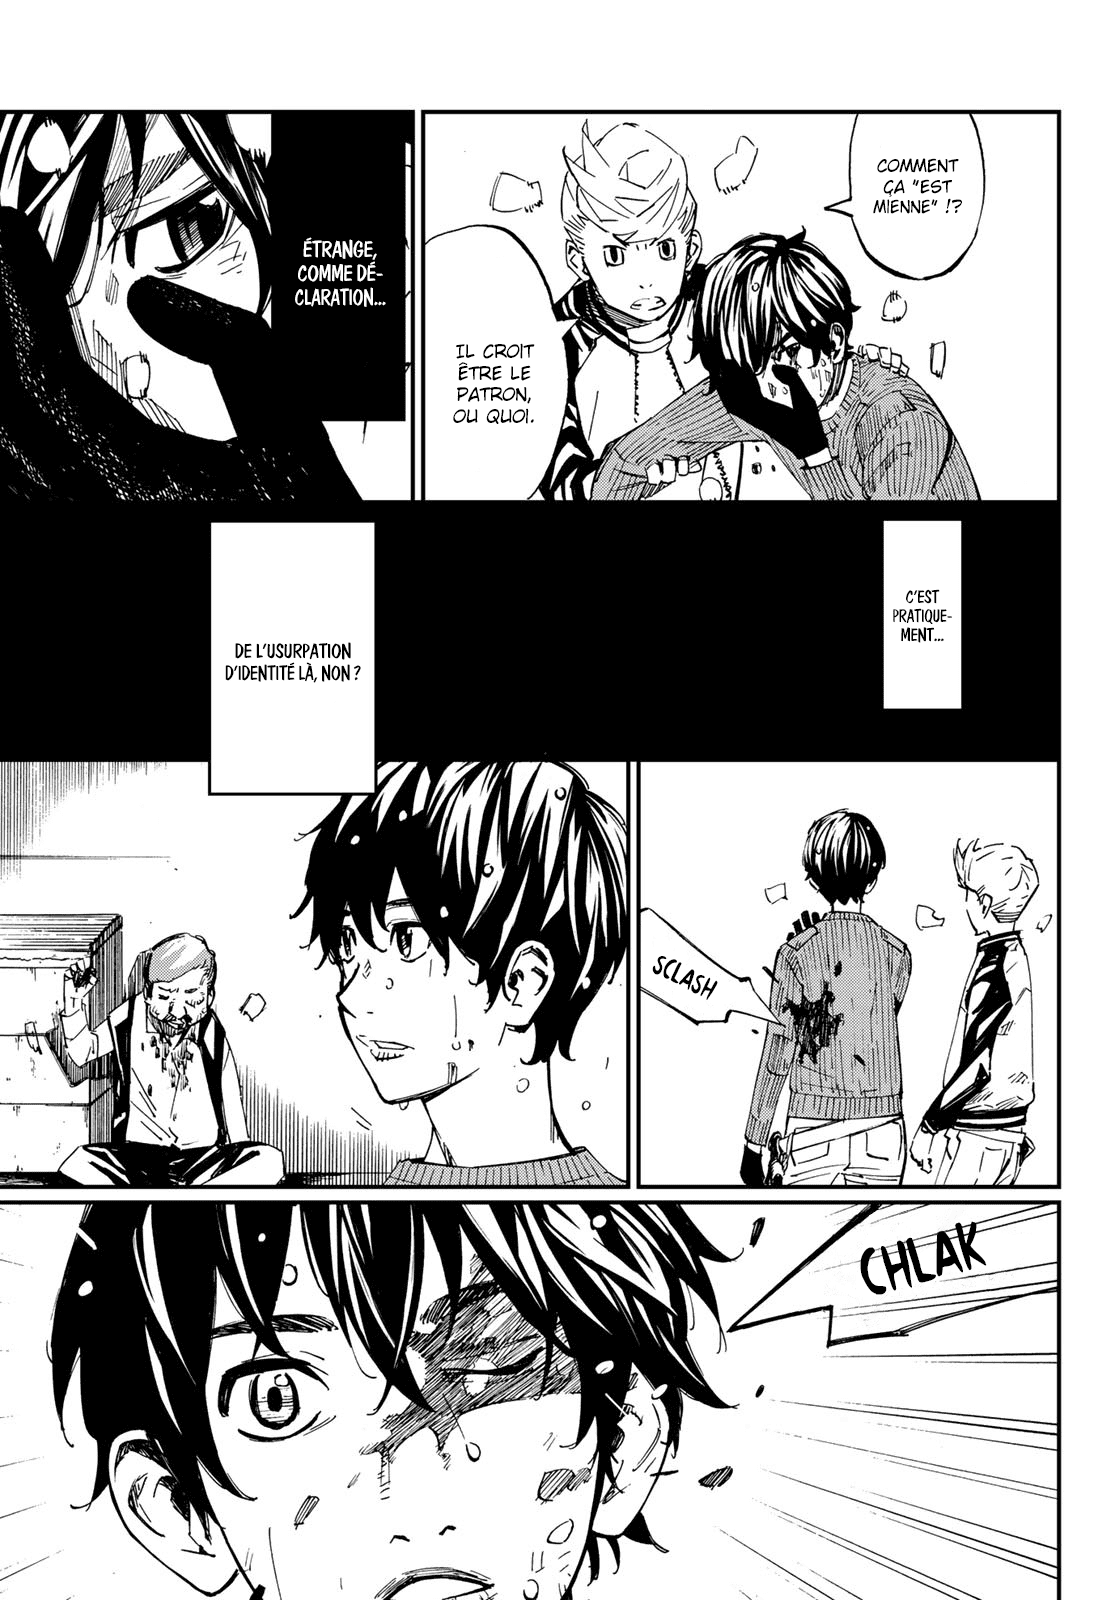 COMMENT
ÇA "EST
MIENNE" !?
IL CROIT
ÊTRE LE
PATRON,
OU QUOI.
ÉTRANGE,
COMME DÉ-
CLARATION...
C'EST
PRATIQUE-
MENT...
DE L'USURPATION
D'IDENTITÉ LÀ, NON ?
SCLASH
CHLAK